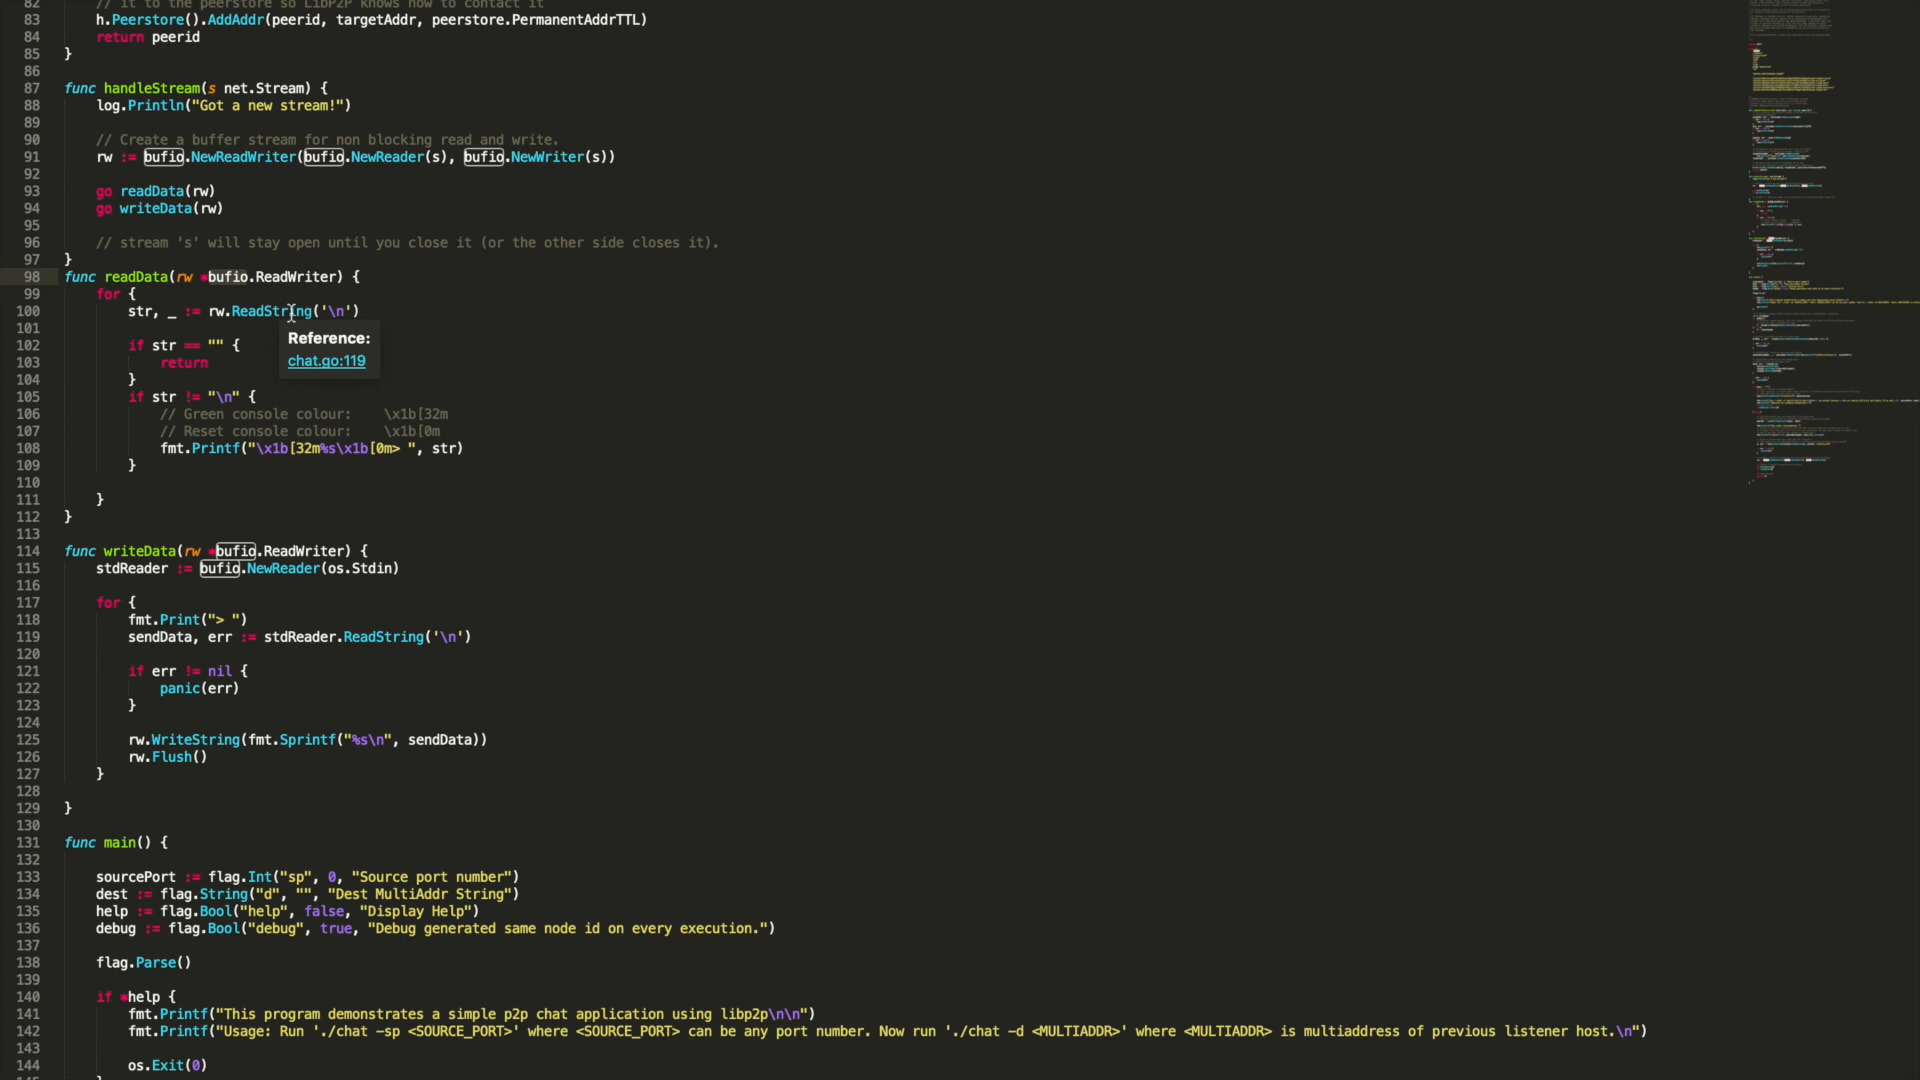 82 // it to the peerstore so LibP2P knows how to contact it
83 h.Peerstore().AddAddr(peerid, targetAddr, peerstore.PermanentAddrTTL)
84 return peerid
85 }
86
87 func handleStream(s net.Stream) {
88 log.Println("Got a new stream!")
89
90 // Create a buffer stream for non blocking read and write.
91 rw := bufio.NewReadWriter(bufio.NewReader(s), bufio.NewWriter(s))
92
93 go readData(rw)
94 go writeData(rw)
95
96 // stream 's' will stay open until you close it (or the other side closes it).
97 }
98 func readData(rw *bufio.ReadWriter) {
99 for {
100 str, _ := rw.ReadString('\n')
101
Reference:
102 if str == "" {
chat.go:119
103 return
104 }
105 if str != "\n" {
106 // Green console colour: \x1b[32m
107 // Reset console colour: \x1b[0m
108 fmt.Printf("\x1b[32m%s\x1b[0m> ", str)
109 }
110
111 }
112 }
113
114 func writeData(rw *bufio.ReadWriter) {
115 stdReader := bufio.NewReader(os.Stdin)
116
117 for {
118 fmt.Print("> ")
119 sendData, err := stdReader.ReadString('\n')
120
121 if err != nil {
122 panic(err)
123 }
124
125 rw.WriteString(fmt.Sprintf("%s\n", sendData))
126 rw.Flush()
127 }
128
129 }
130
131 func main() {
132
133 sourcePort := flag.Int("sp", 0, "Source port number")
134 dest := flag.String("d", "", "Dest MultiAddr String")
135 help := flag.Bool("help", false, "Display Help")
136 debug := flag.Bool("debug", true, "Debug generated same node id on every execution.")
137
138 flag.Parse()
139
140 if *help {
141 fmt.Printf("This program demonstrates a simple p2p chat application using libp2p\n\n")
142 fmt.Printf("Usage: Run './chat -sp <SOURCE_PORT>' where <SOURCE_PORT> can be any port number. Now run './chat -d <MULTIADDR>' where <MULTIADDR> is multiaddress of previous listener host.\n")
143
144 os.Exit(0)